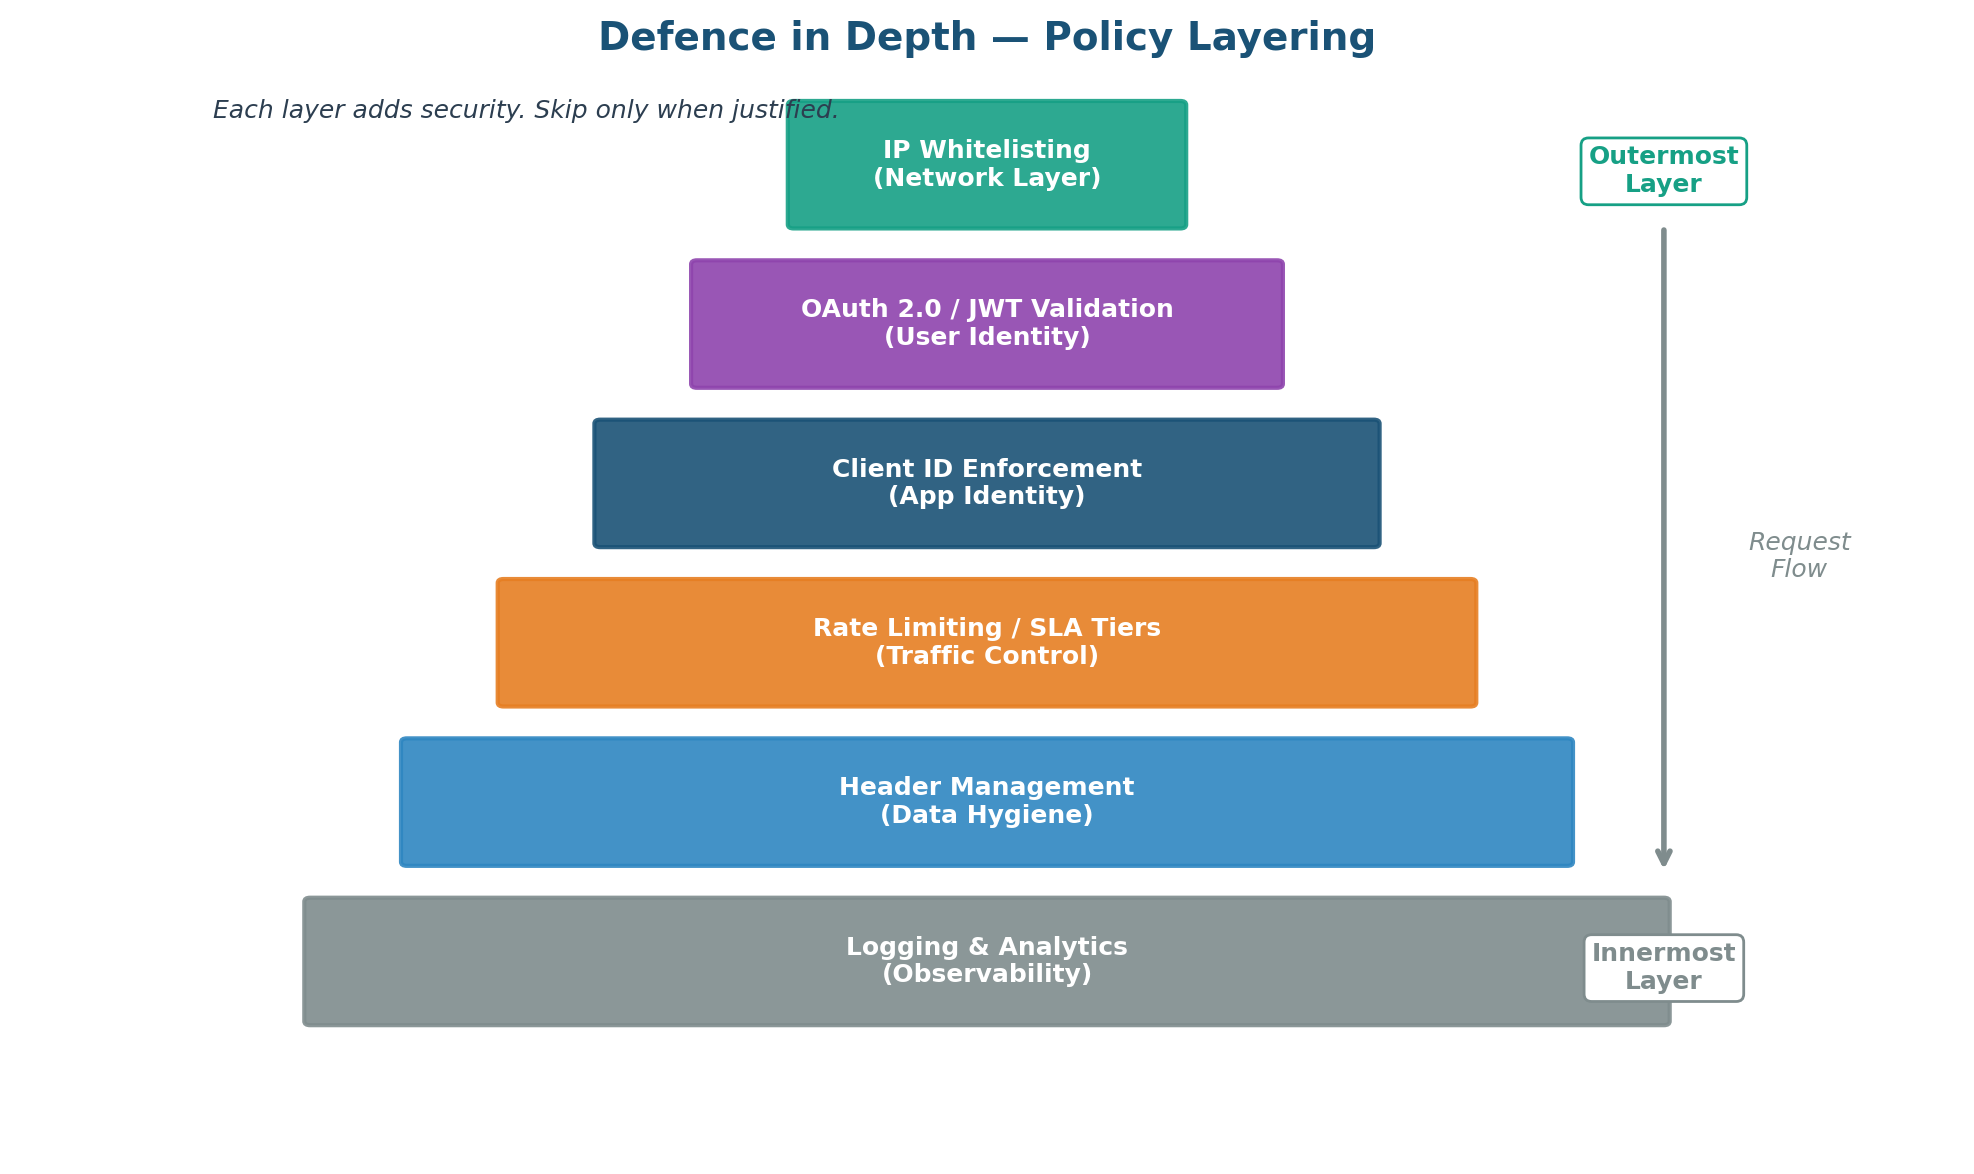 Defence in Depth — Policy Layering
Each layer adds security. Skip only when justified.
IP Whitelisting
(Network Layer)
Outermost
Layer
OAuth 2.0 / JWT Validation
(User Identity)
Client ID Enforcement
(App Identity)
Request
Flow
Rate Limiting / SLA Tiers
(Traffic Control)
Header Management
(Data Hygiene)
Logging & Analytics
(Observability)
Innermost
Layer